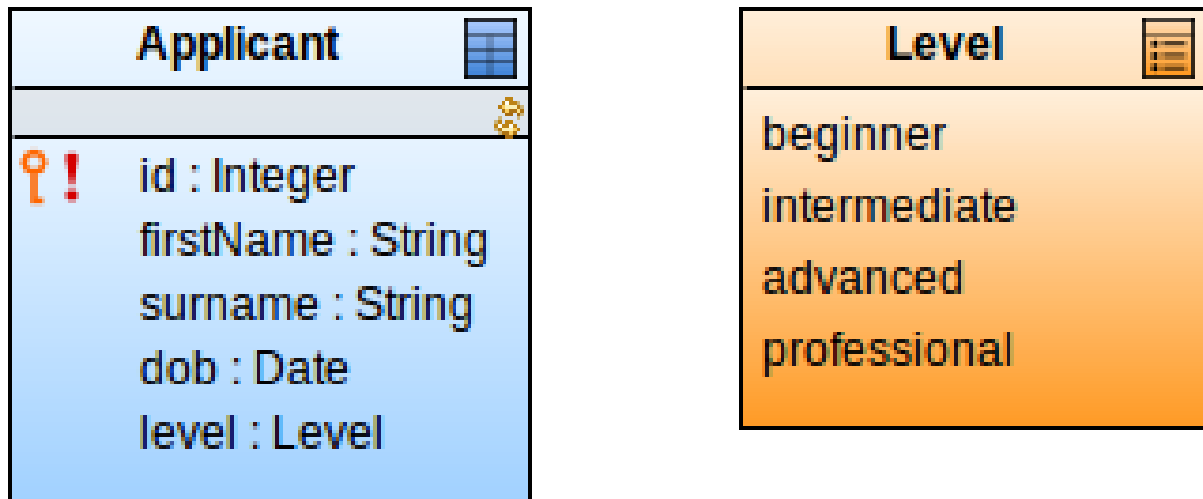 Applicant
id : Integer
firstName : String
surname : String
dob : Date
level : Level
Level
beginner
intermediate
advanced
professional